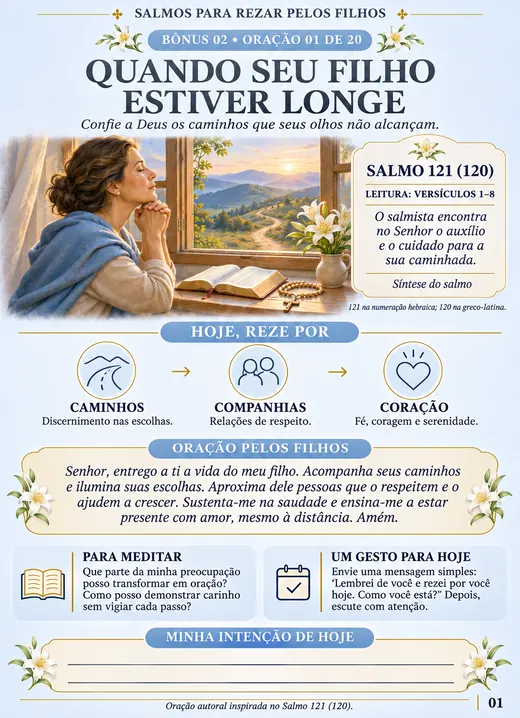 SALMOS PARA REZAR PELOS FILHOS
BÔNUS 02 • ORAÇÃO 01 DE 20
QUANDO SEU FILHO
ESTIVER LONGE
Confie a Deus os caminhos que seus olhos não alcançam.
SALMO 121 (120)
LEITURA: VERSÍCULOS 1–8
O salmista encontra
no Senhor o auxílio
e o cuidado para a
sua caminhada.
Síntese do salmo
121 na numeração hebraica; 120 na greco-latina.
HOJE, REZE POR
CAMINHOS
Discernimento nas escolhas.
COMPANHIAS
Relações de respeito.
CORAÇÃO
Fé, coragem e serenidade.
ORAÇÃO PELOS FILHOS
Senhor, entrego a ti a vida do meu filho. Acompanha seus caminhos
e ilumina suas escolhas. Aproxima dele pessoas que o respeitem e o
ajudem a crescer. Sustenta-me na saudade e ensina-me a estar
presente com amor, mesmo à distância. Amém.
PARA MEDITAR
Que parte da minha preocupação
posso transformar em oração?
Como posso demonstrar carinho
sem vigiar cada passo?
UM GESTO PARA HOJE
Envie uma mensagem simples:
‘Lembrei de você e rezei por você
hoje. Como você está?” Depois,
escute com atenção.
MINHA INTENÇÃO DE HOJE
Oração autoral inspirada no Salmo 121 (120).
01